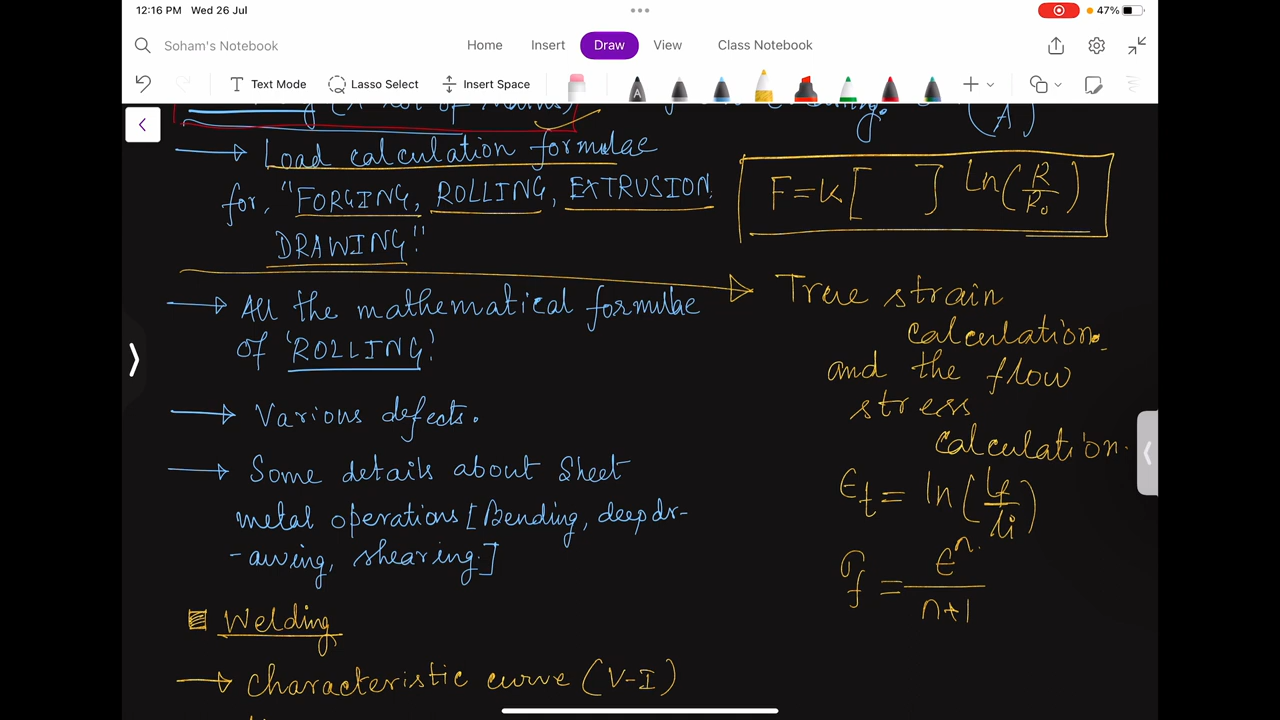 12:16 PM Wed 26 Jul
47%
Soham's Notebook
Home Insert Draw View Class Notebook
Text Mode Lasso Select Insert Space
A
→ Load calculation formulae
for, "FORGING, ROLLING, EXTRUSION
DRAWING"
→ All the mathematical formulae
of 'ROLLING'
→ Various defects.
→ Some details about Sheet
metal operations [Bending, deepdr-
-awing, shearing.]
Welding
→ Characteristic curve (V-I)
F=K[ ] ln(R/R₀)
True strain
calculation.
and the flow
stress
calculation.
ϵt = ln(Lf/li)
σf = ϵⁿ/n+1